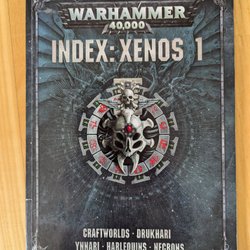 WARHAMMER
40,000
INDEX: XENOS 1
CRAFTWORLDS · DRUKHARI
YNNARI · HARLEQUINS · NECRONS